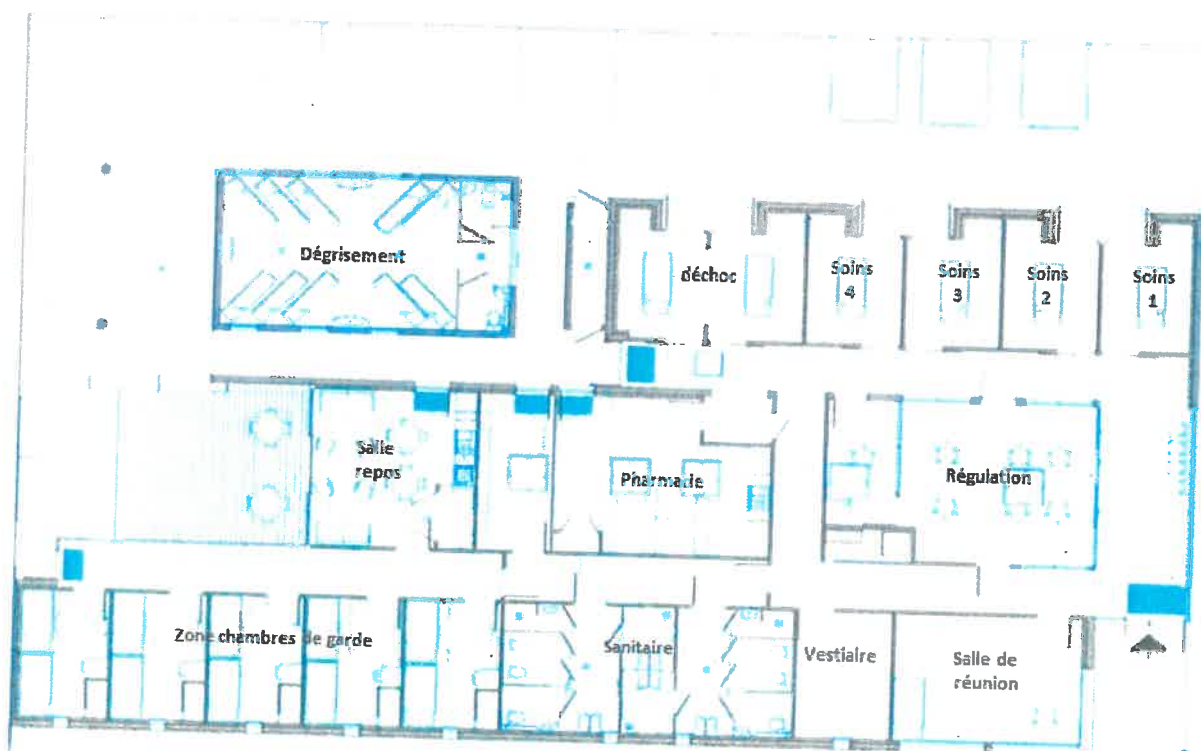 Dégrisement
déchoc
Soins
4
Soins
3
Soins
2
Soins
1
Salle
repos
Pharmacie
Régulation
Zone chambres de garde
Sanitaire
Vestiaire
Salle de
réunion